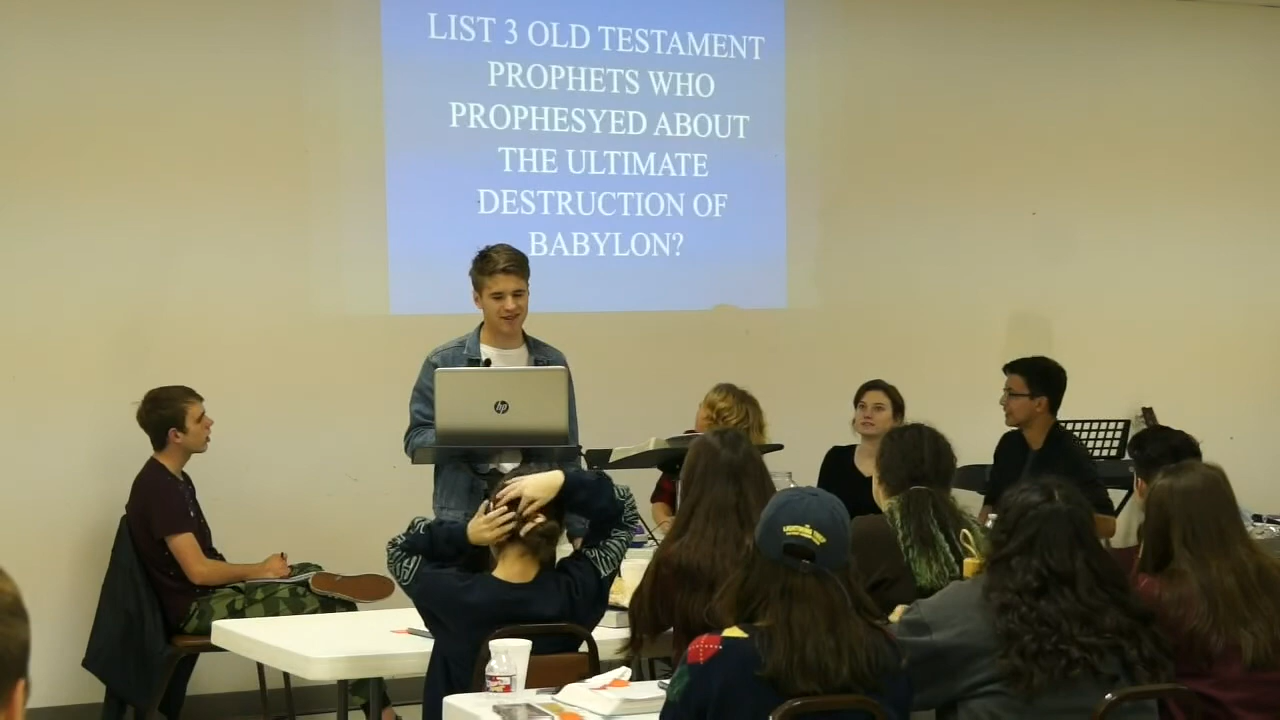 LIST 3 OLD TESTAMENT
PROPHETS WHO
PROPHESYED ABOUT
THE ULTIMATE
DESTRUCTION OF
BABYLON?
hp